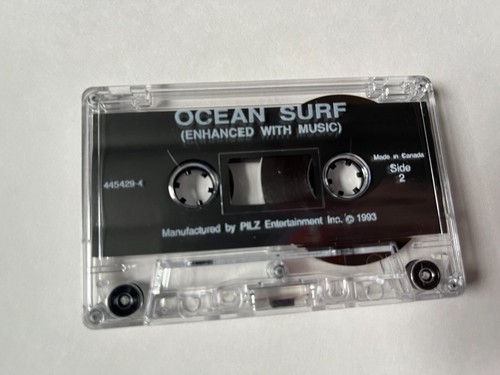 OCEAN SURF
(ENHANCED WITH MUSIC)
Made in Canada
445429-4
Side
2
Manufactured by PILZ Entertainment Inc. © 1993